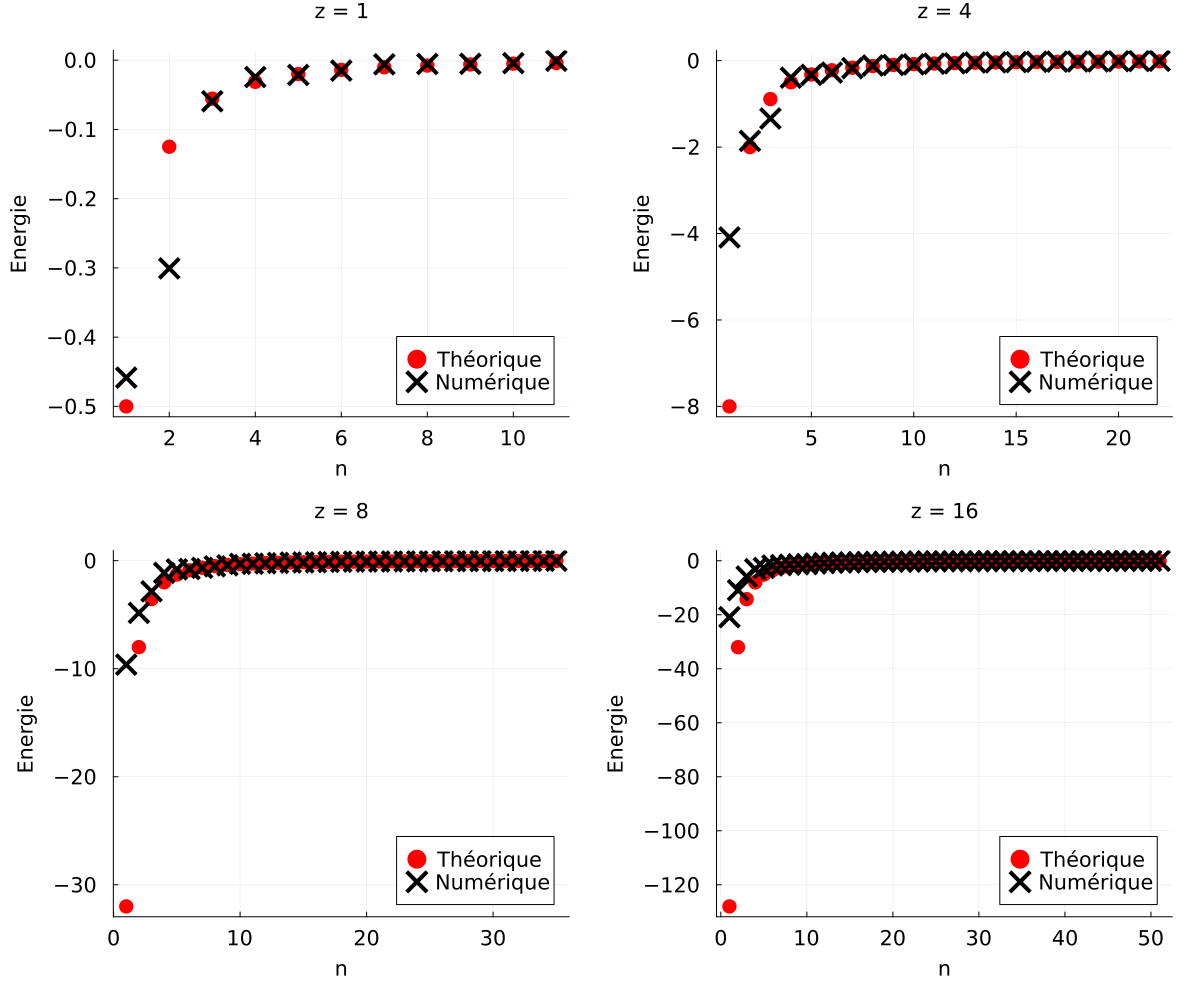 z = 1
0.0
−0.1
−0.2
−0.3
−0.4
−0.5
Energie
2
4
6
8
10
n
Théorique
Numérique
z = 4
0
−2
−4
−6
−8
Energie
5
10
15
20
n
Théorique
Numérique
z = 8
0
−10
−20
−30
Energie
0
10
20
30
n
Théorique
Numérique
z = 16
0
−20
−40
−60
−80
−100
−120
Energie
0
10
20
30
40
50
n
Théorique
Numérique